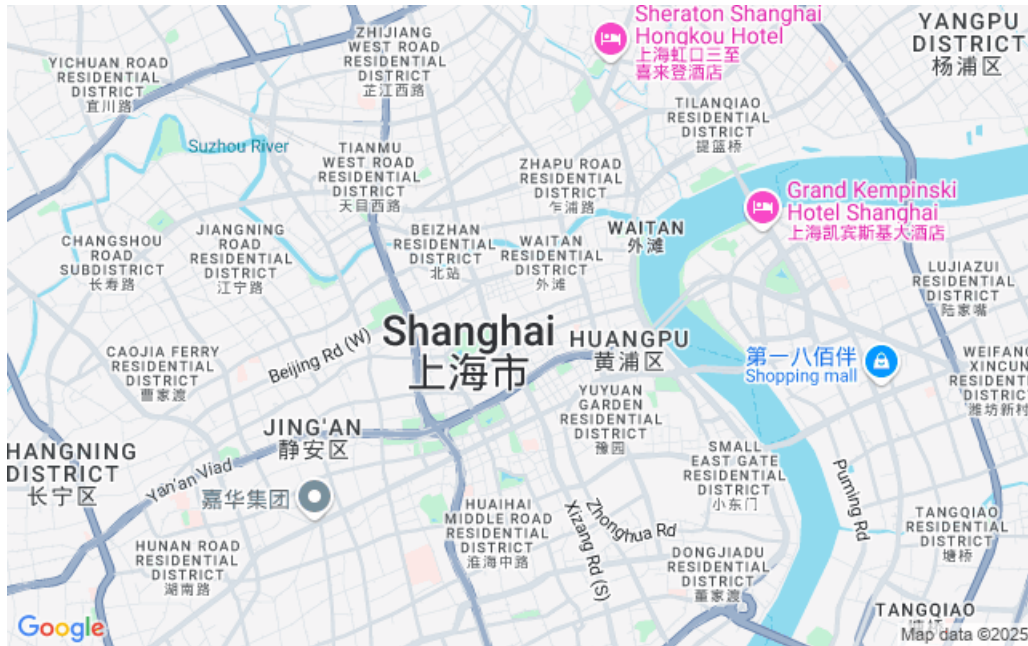 Sheraton Shanghai
Hongkou Hotel
上海虹口三至
喜来登酒店
YANGPU
DISTRICT
杨浦区
ZHIJIANG
WEST ROAD
RESIDENTIAL
DISTRICT
芷江西路
YICHUAN ROAD
RESIDENTIAL
DISTRICT
宜川路
TILANQIAO
RESIDENTIAL
DISTRICT
提篮桥
Suzhou River
TIANMU
WEST ROAD
RESIDENTIAL
DISTRICT
天目西路
ZHAPU ROAD
RESIDENTIAL
DISTRICT
乍浦路
Grand Kempinski
Hotel Shanghai
上海凯宾斯基大酒店
CHANGSHOU
ROAD
SUBDISTRICT
长寿路
JIANGNING
ROAD
RESIDENTIAL
DISTRICT
江宁路
BEIZHAN
RESIDENTIAL
DISTRICT
北站
WAITAN
RESIDENTIAL
DISTRICT
外滩
WAITAN
外滩
LUJIAZUI
RESIDENTIAL
DISTRICT
陆家嘴
Shanghai
上海市
HUANGPU
黄浦区
Beijing Rd (W)
CAOJIA FERRY
RESIDENTIAL
DISTRICT
曹家渡
第一八佰伴
Shopping mall
WEIFANG
XINCUN
RESIDENTI
DISTRICT
潍坊新村
YUYUAN
GARDEN
RESIDENTIAL
DISTRICT
豫园
JING'AN
静安区
HANGNING
DISTRICT
长宁区
Yan'an Viad
嘉华集团
SMALL
EAST GATE
RESIDENTIAL
DISTRICT
小东门
Puming Rd
HUAIHAI
MIDDLE ROAD
RESIDENTIAL
DISTRICT
淮海中路
Xizang Rd (S)
Zhonghua Rd
TANGQIAO
RESIDENTIAL
DISTRICT
塘桥
HUNAN ROAD
RESIDENTIAL
DISTRICT
湖南路
DONGJIADU
RESIDENTIAL
DISTRICT
董家渡
TANGQIAO
Google
Map data ©2025